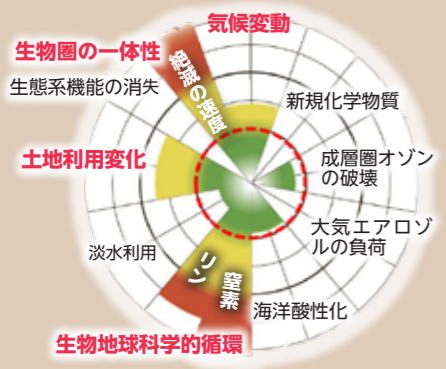 気候変動
生物圏の一体性
生態系機能の消失
絶滅の速度
新規化学物質
土地利用変化
成層圏オゾン
の破壊
大気エアロゾ
ルの負荷
淡水利用
リン
窒素
海洋酸性化
生物地球科学的循環